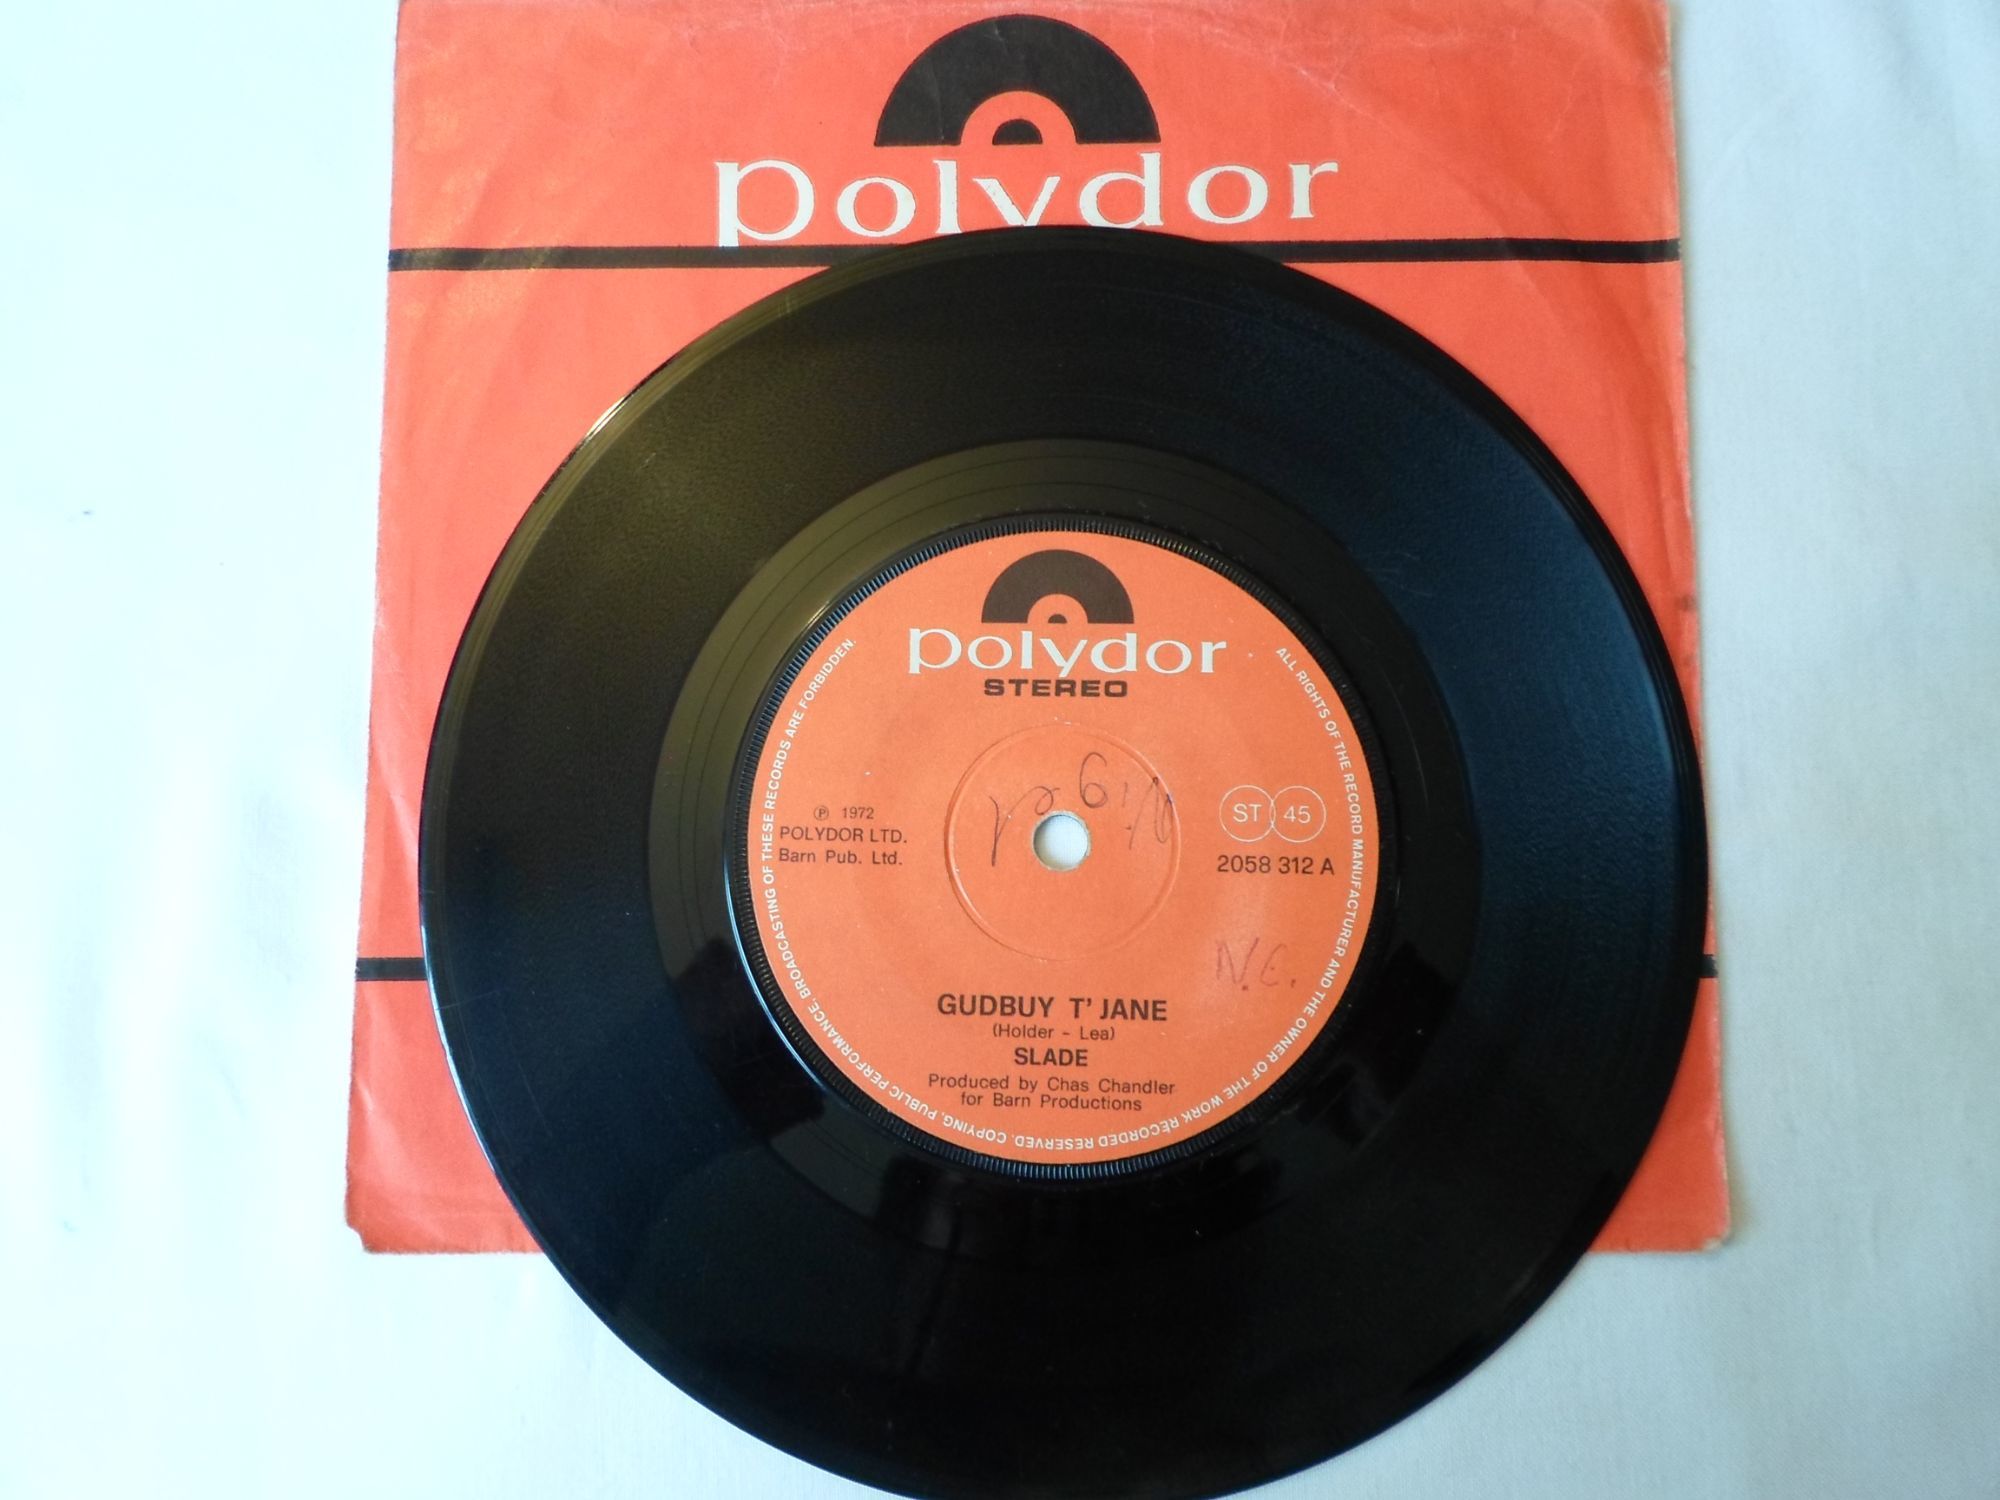 polydor
polydor
STEREO
℗ 1972
POLYDOR LTD.
Barn Pub. Ltd.
ST 45
2058 312 A
N.E.
GUDBUY T' JANE
(Holder - Lea)
SLADE
Produced by Chas Chandler
for Barn Productions
ALL RIGHTS OF THE RECORD MANUFACTURER AND THE OWNER OF THE WORK RECORDED RESERVED. COPYING, PUBLIC PERFORMANCE, BROADCASTING OF THESE RECORDS ARE FORBIDDEN.